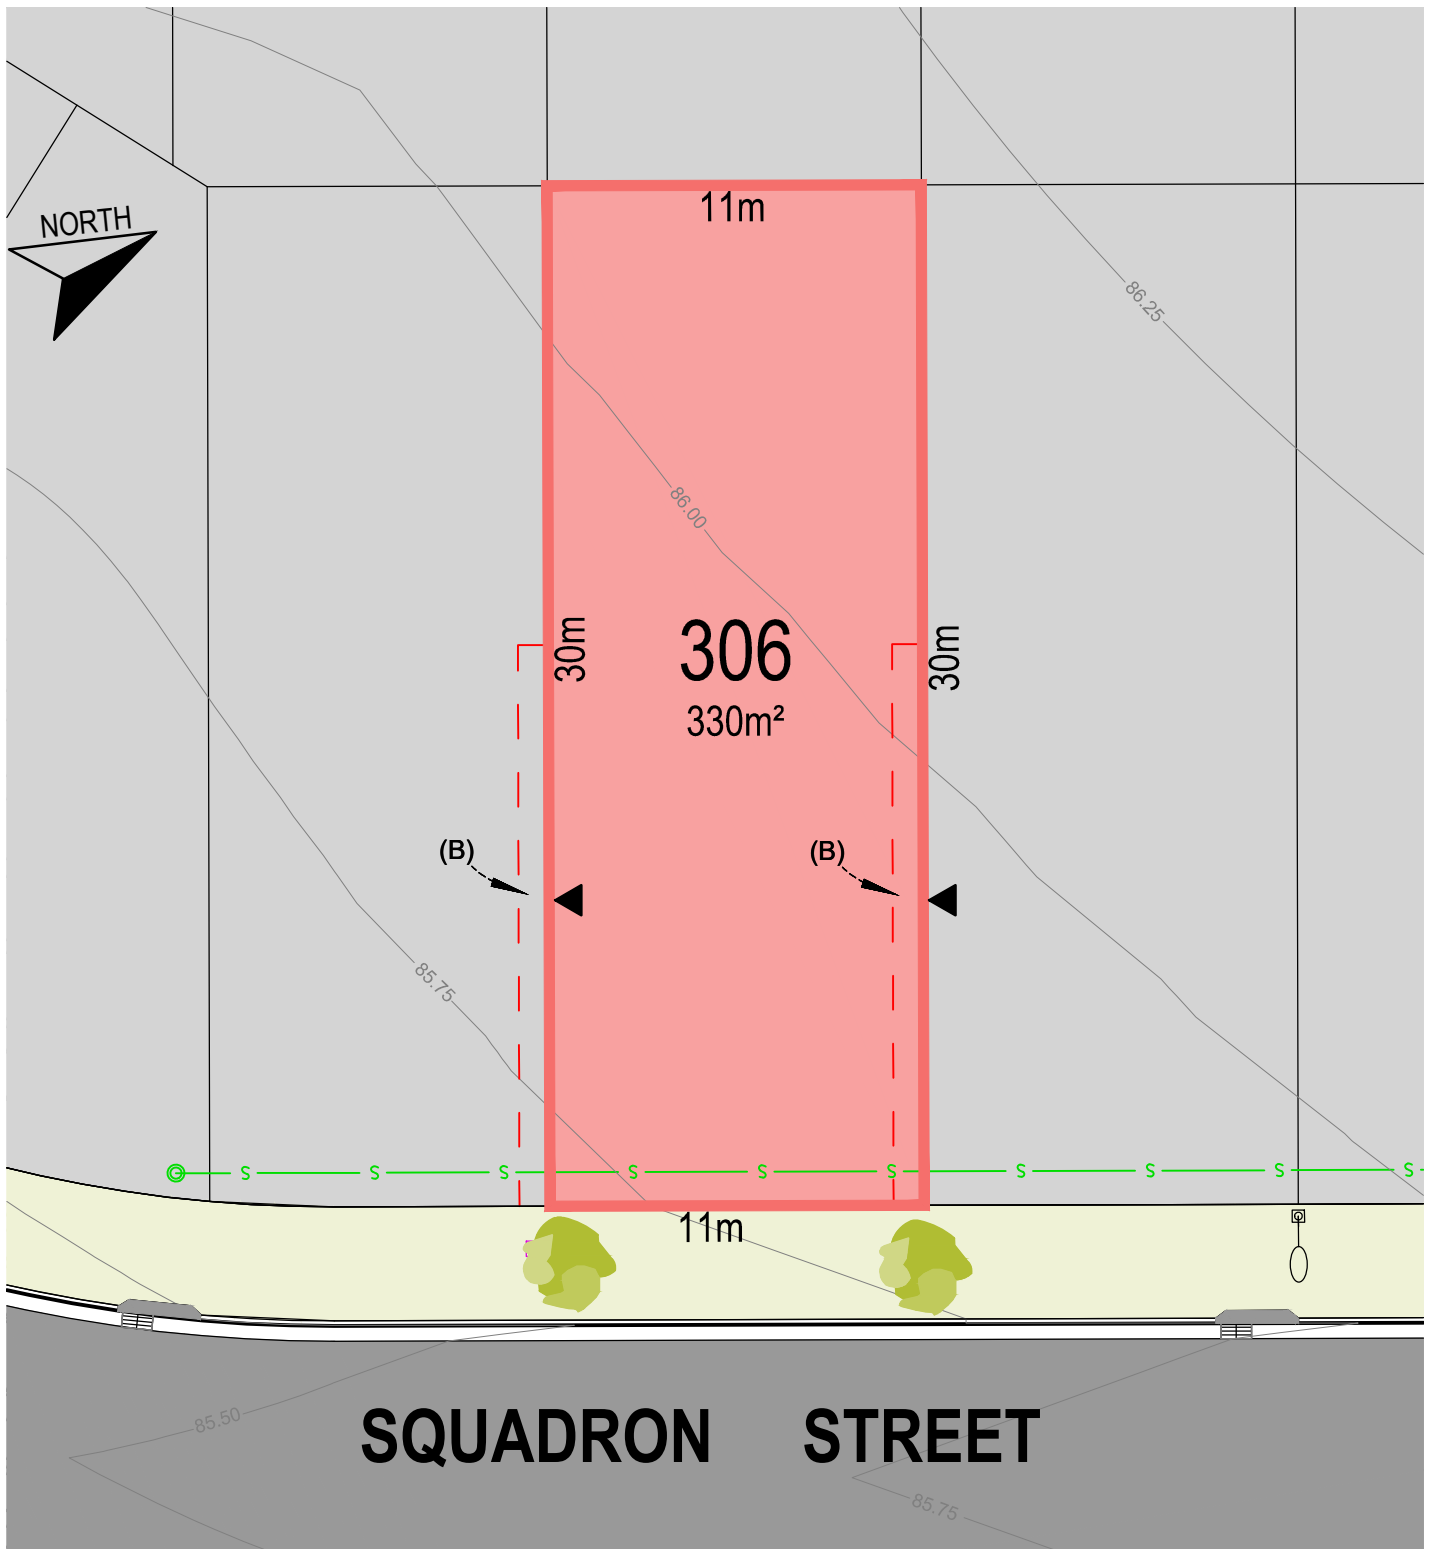 NORTH
11m
86.25
86.00
30m
306
30m
330m²
(B)
(B)
85.75
S S S S S S S S S S
11m
85.50
SQUADRON STREET
85.75